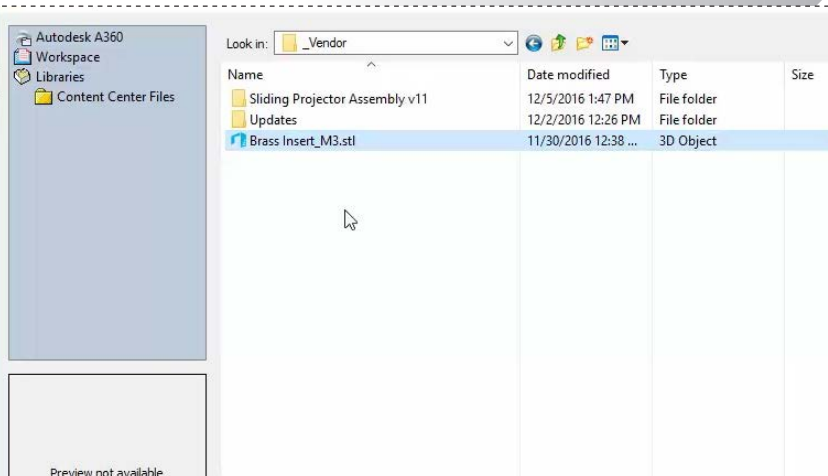 Autodesk A360
Workspace
Libraries
Content Center Files
Look in: _Vendor
Name Date modified Type Size
Sliding Projector Assembly v11 12/5/2016 1:47 PM File folder
Updates 12/2/2016 12:26 PM File folder
Brass Insert_M3.stl 11/30/2016 12:38 ... 3D Object
Preview not available